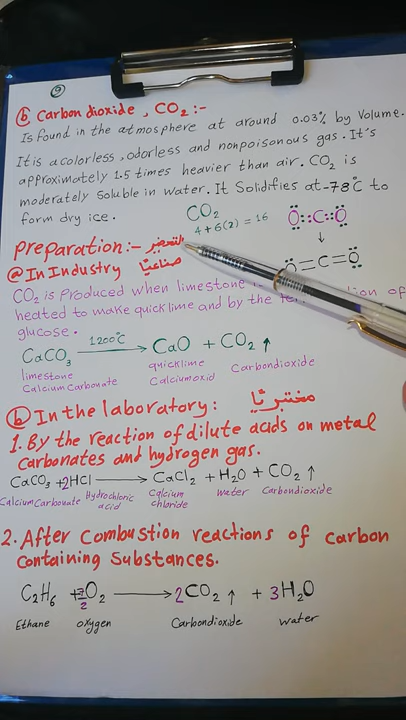 9
ⓑ Carbon dioxide, CO₂ :-
Is found in the atmosphere at around 0.03% by Volume.
It is a colorless, odorless and nonpoisonous gas. It's
approximately 1.5 times heavier than air. CO₂ is
moderately Soluble in Water. It Solidifies at -78°C to
form dry ice.
CO₂
4 + 6(2) = 16
Ö::C::Ö
↓
Ö=C=Ö
Preparation:- التحضير
@ In Industry صناعيًا
CO₂ is Produced when limestone
heated to make quicklime and by the of
glucose.
CaCO₃ —1200°C→ CaO + CO₂ ↑
limestone quicklime Carbondioxide
Calcium Carbonate Calcium oxid
ⓑ In the laboratory: مختبريًا
1. By the reaction of dilute acids on metal
Carbonates and hydrogen gas.
CaCO₃ + 2HCl → CaCl₂ + H₂O + CO₂ ↑
Calcium Carbonate Hydrochloric acid Calcium chloride water Carbondioxide
2. After Combustion reactions of carbon
Containing Substances.
C₂H₆ + 7/2 O₂ → 2CO₂ ↑ + 3H₂O
Ethane oxygen Carbondioxide water